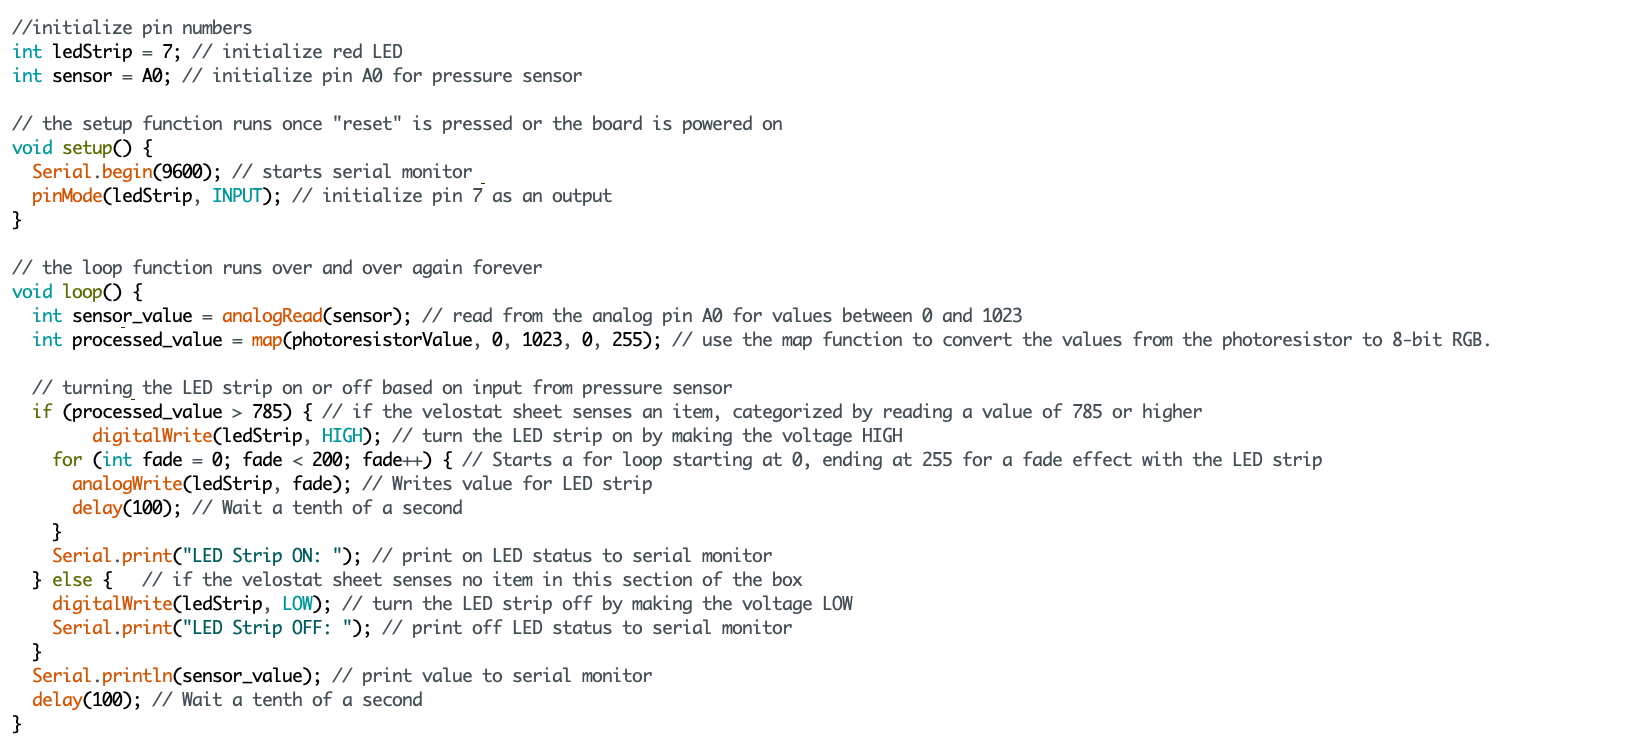 //initialize pin numbers
int ledStrip = 7; // initialize red LED
int sensor = A0; // initialize pin A0 for pressure sensor
// the setup function runs once "reset" is pressed or the board is powered on
void setup() {
Serial.begin(9600); // starts serial monitor
pinMode(ledStrip, INPUT); // initialize pin 7 as an output
}
// the loop function runs over and over again forever
void loop() {
int sensor_value = analogRead(sensor); // read from the analog pin A0 for values between 0 and 1023
int processed_value = map(photoresistorValue, 0, 1023, 0, 255); // use the map function to convert the values from the photoresistor to 8-bit RGB.
// turning the LED strip on or off based on input from pressure sensor
if (processed_value > 785) { // if the velostat sheet senses an item, categorized by reading a value of 785 or higher
digitalWrite(ledStrip, HIGH); // turn the LED strip on by making the voltage HIGH
for (int fade = 0; fade < 200; fade++) { // Starts a for loop starting at 0, ending at 255 for a fade effect with the LED strip
analogWrite(ledStrip, fade); // Writes value for LED strip
delay(100); // Wait a tenth of a second
}
Serial.print("LED Strip ON: "); // print on LED status to serial monitor
} else {   // if the velostat sheet senses no item in this section of the box
digitalWrite(ledStrip, LOW); // turn the LED strip off by making the voltage LOW
Serial.print("LED Strip OFF: "); // print off LED status to serial monitor
}
Serial.println(sensor_value); // print value to serial monitor
delay(100); // Wait a tenth of a second
}